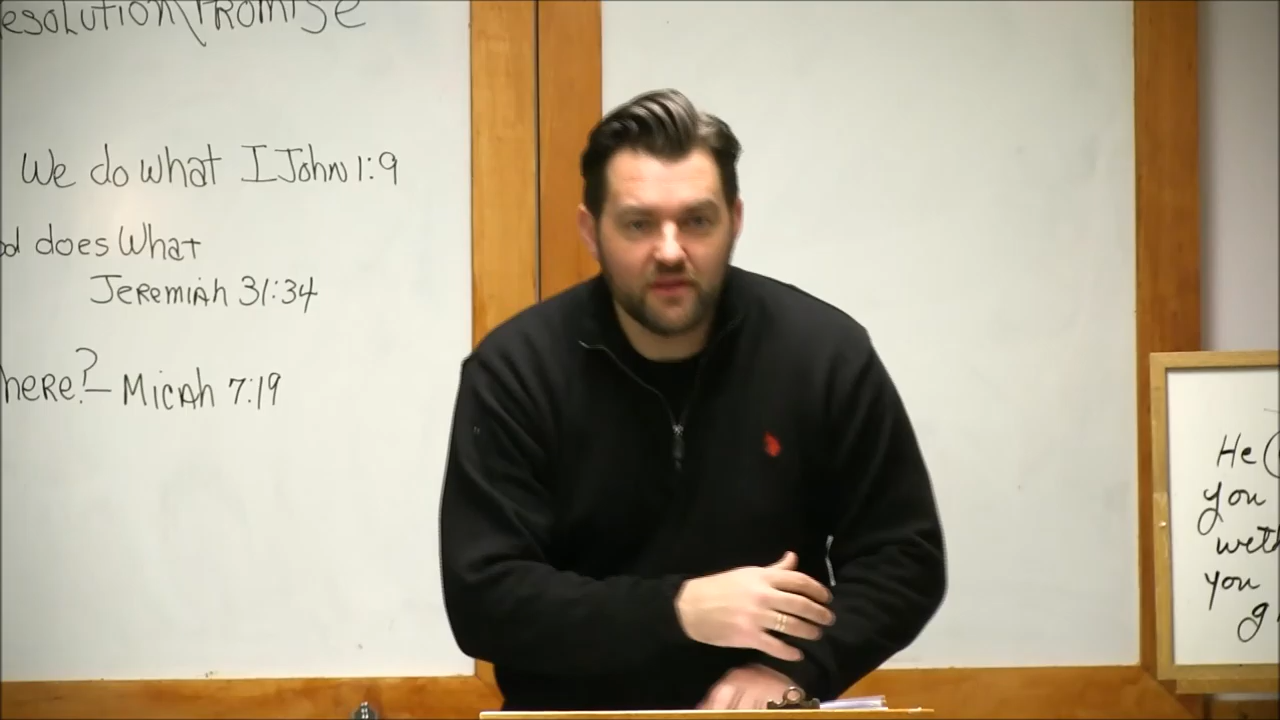 esolution\Promise
We do what I John 1:9
od does What
Jeremiah 31:34
here?– Micah 7:19
He
you
weth
you
g